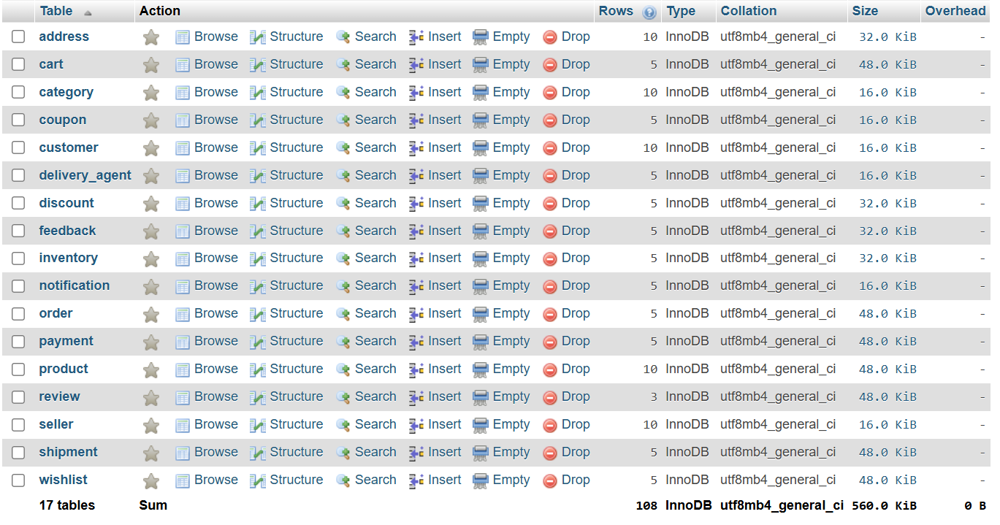 Table Action Rows Type Collation Size Overhead
address Browse Structure Search Insert Empty Drop 10 InnoDB utf8mb4_general_ci 32.0 KiB -
cart Browse Structure Search Insert Empty Drop 5 InnoDB utf8mb4_general_ci 48.0 KiB -
category Browse Structure Search Insert Empty Drop 10 InnoDB utf8mb4_general_ci 16.0 KiB -
coupon Browse Structure Search Insert Empty Drop 5 InnoDB utf8mb4_general_ci 16.0 KiB -
customer Browse Structure Search Insert Empty Drop 10 InnoDB utf8mb4_general_ci 16.0 KiB -
delivery_agent Browse Structure Search Insert Empty Drop 5 InnoDB utf8mb4_general_ci 16.0 KiB -
discount Browse Structure Search Insert Empty Drop 5 InnoDB utf8mb4_general_ci 32.0 KiB -
feedback Browse Structure Search Insert Empty Drop 5 InnoDB utf8mb4_general_ci 32.0 KiB -
inventory Browse Structure Search Insert Empty Drop 5 InnoDB utf8mb4_general_ci 32.0 KiB -
notification Browse Structure Search Insert Empty Drop 5 InnoDB utf8mb4_general_ci 16.0 KiB -
order Browse Structure Search Insert Empty Drop 5 InnoDB utf8mb4_general_ci 48.0 KiB -
payment Browse Structure Search Insert Empty Drop 5 InnoDB utf8mb4_general_ci 48.0 KiB -
product Browse Structure Search Insert Empty Drop 10 InnoDB utf8mb4_general_ci 48.0 KiB -
review Browse Structure Search Insert Empty Drop 3 InnoDB utf8mb4_general_ci 48.0 KiB -
seller Browse Structure Search Insert Empty Drop 10 InnoDB utf8mb4_general_ci 16.0 KiB -
shipment Browse Structure Search Insert Empty Drop 5 InnoDB utf8mb4_general_ci 48.0 KiB -
wishlist Browse Structure Search Insert Empty Drop 5 InnoDB utf8mb4_general_ci 48.0 KiB -
17 tables Sum 108 InnoDB utf8mb4_general_ci 560.0 KiB 0 B